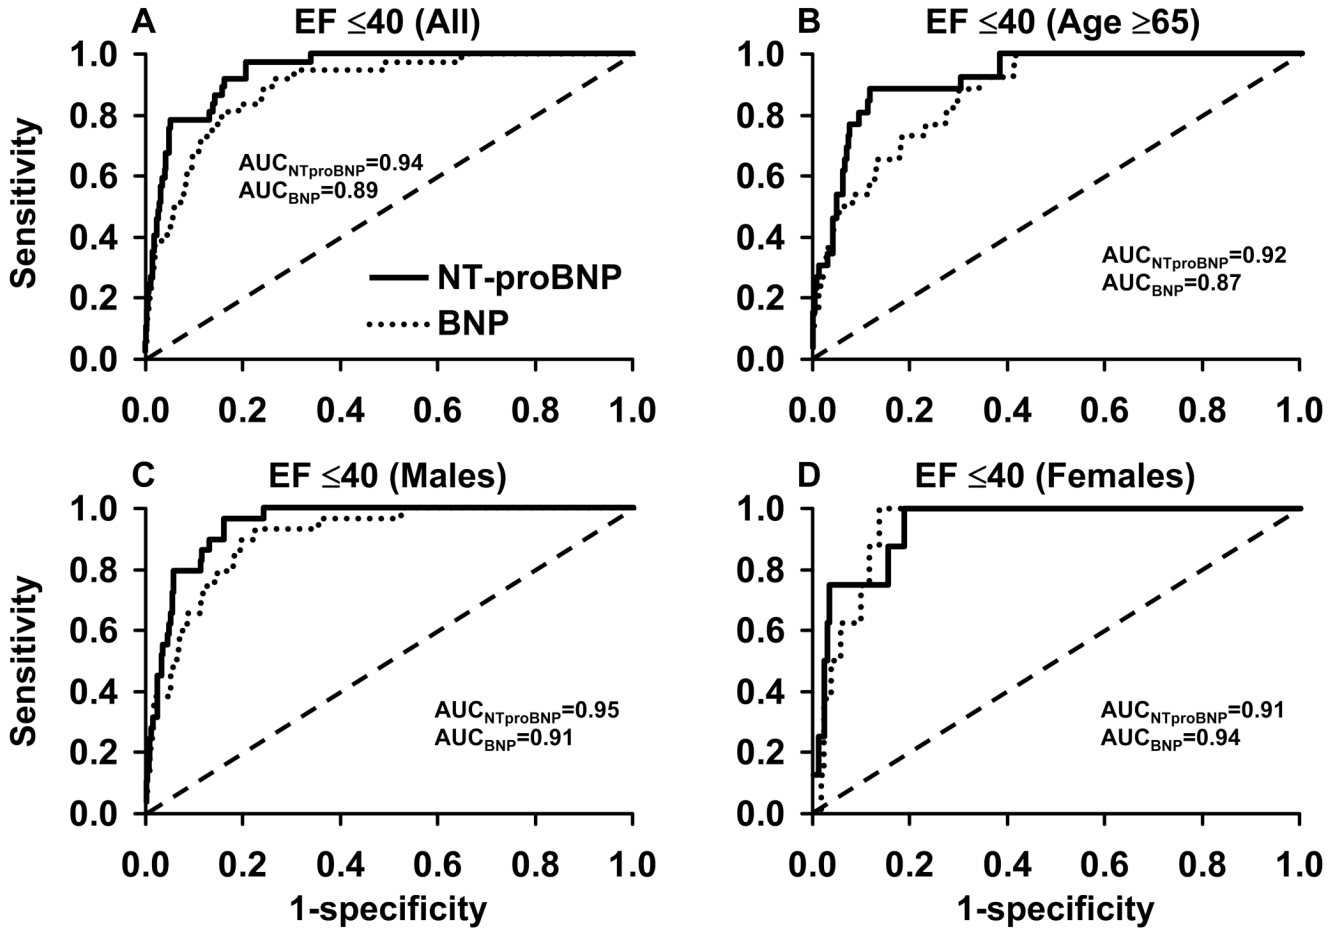 A EF ≤40 (All)
1.0
0.8
0.6
0.4
0.2
0.0
Sensitivity
AUCNTproBNP=0.94
AUCBNP=0.89
NT-proBNP
BNP
0.0 0.2 0.4 0.6 0.8 1.0
B EF ≤40 (Age ≥65)
1.0
0.8
0.6
0.4
0.2
0.0
AUCNTproBNP=0.92
AUCBNP=0.87
0.0 0.2 0.4 0.6 0.8 1.0
C EF ≤40 (Males)
1.0
0.8
0.6
0.4
0.2
0.0
Sensitivity
AUCNTproBNP=0.95
AUCBNP=0.91
0.0 0.2 0.4 0.6 0.8 1.0
1-specificity
D EF ≤40 (Females)
1.0
0.8
0.6
0.4
0.2
0.0
AUCNTproBNP=0.91
AUCBNP=0.94
0.0 0.2 0.4 0.6 0.8 1.0
1-specificity